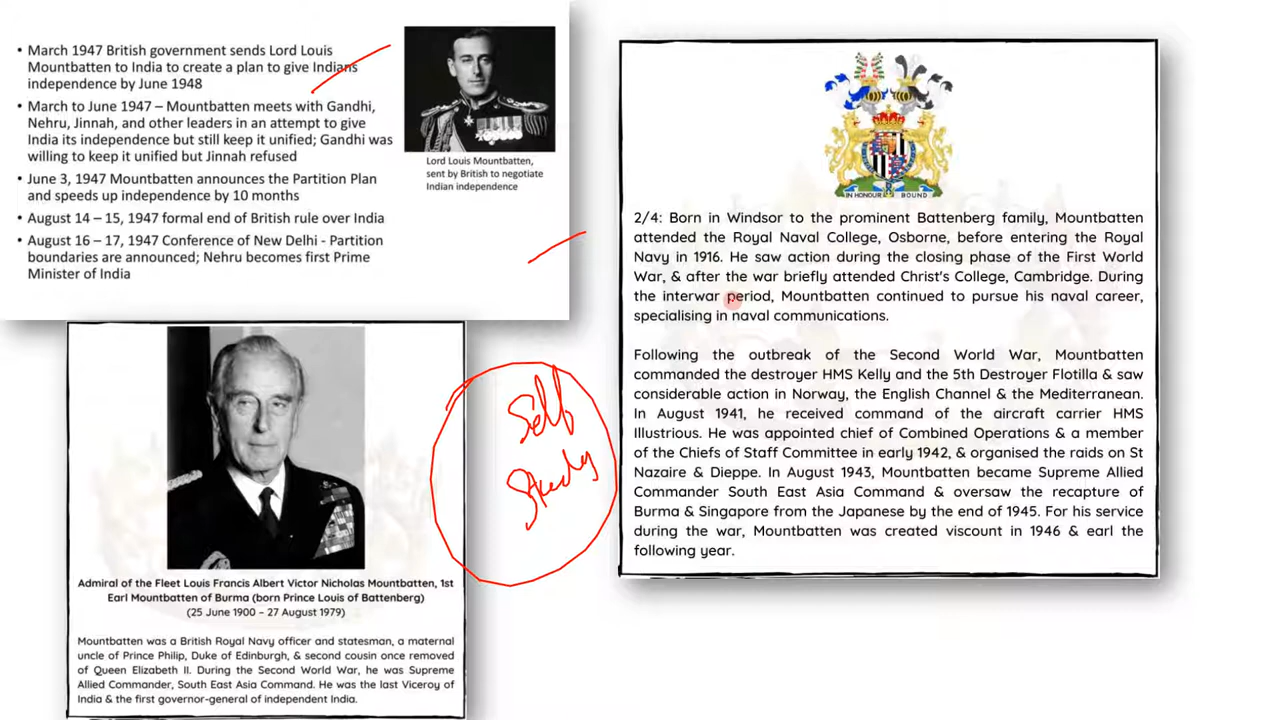 • March 1947 British government sends Lord Louis
Mountbatten to India to create a plan to give Indians
independence by June 1948
• March to June 1947 – Mountbatten meets with Gandhi,
Nehru, Jinnah, and other leaders in an attempt to give
India its independence but still keep it unified; Gandhi was
willing to keep it unified but Jinnah refused
• June 3, 1947 Mountbatten announces the Partition Plan
and speeds up independence by 10 months
• August 14 – 15, 1947 formal end of British rule over India
• August 16 – 17, 1947 Conference of New Delhi - Partition
boundaries are announced; Nehru becomes first Prime
Minister of India
Lord Louis Mountbatten,
sent by British to negotiate
Indian independence
Admiral of the Fleet Louis Francis Albert Victor Nicholas Mountbatten, 1st
Earl Mountbatten of Burma (born Prince Louis of Battenberg)
(25 June 1900 – 27 August 1979)
Mountbatten was a British Royal Navy officer and statesman, a maternal
uncle of Prince Philip, Duke of Edinburgh, & second cousin once removed
of Queen Elizabeth II. During the Second World War, he was Supreme
Allied Commander, South East Asia Command. He was the last Viceroy of
India & the first governor-general of independent India.
Self
Study
IN HONOUR BOUND
2/4: Born in Windsor to the prominent Battenberg family, Mountbatten
attended the Royal Naval College, Osborne, before entering the Royal
Navy in 1916. He saw action during the closing phase of the First World
War, & after the war briefly attended Christ's College, Cambridge. During
the interwar period, Mountbatten continued to pursue his naval career,
specialising in naval communications.
Following the outbreak of the Second World War, Mountbatten
commanded the destroyer HMS Kelly and the 5th Destroyer Flotilla & saw
considerable action in Norway, the English Channel & the Mediterranean.
In August 1941, he received command of the aircraft carrier HMS
Illustrious. He was appointed chief of Combined Operations & a member
of the Chiefs of Staff Committee in early 1942, & organised the raids on St
Nazaire & Dieppe. In August 1943, Mountbatten became Supreme Allied
Commander South East Asia Command & oversaw the recapture of
Burma & Singapore from the Japanese by the end of 1945. For his service
during the war, Mountbatten was created viscount in 1946 & earl the
following year.